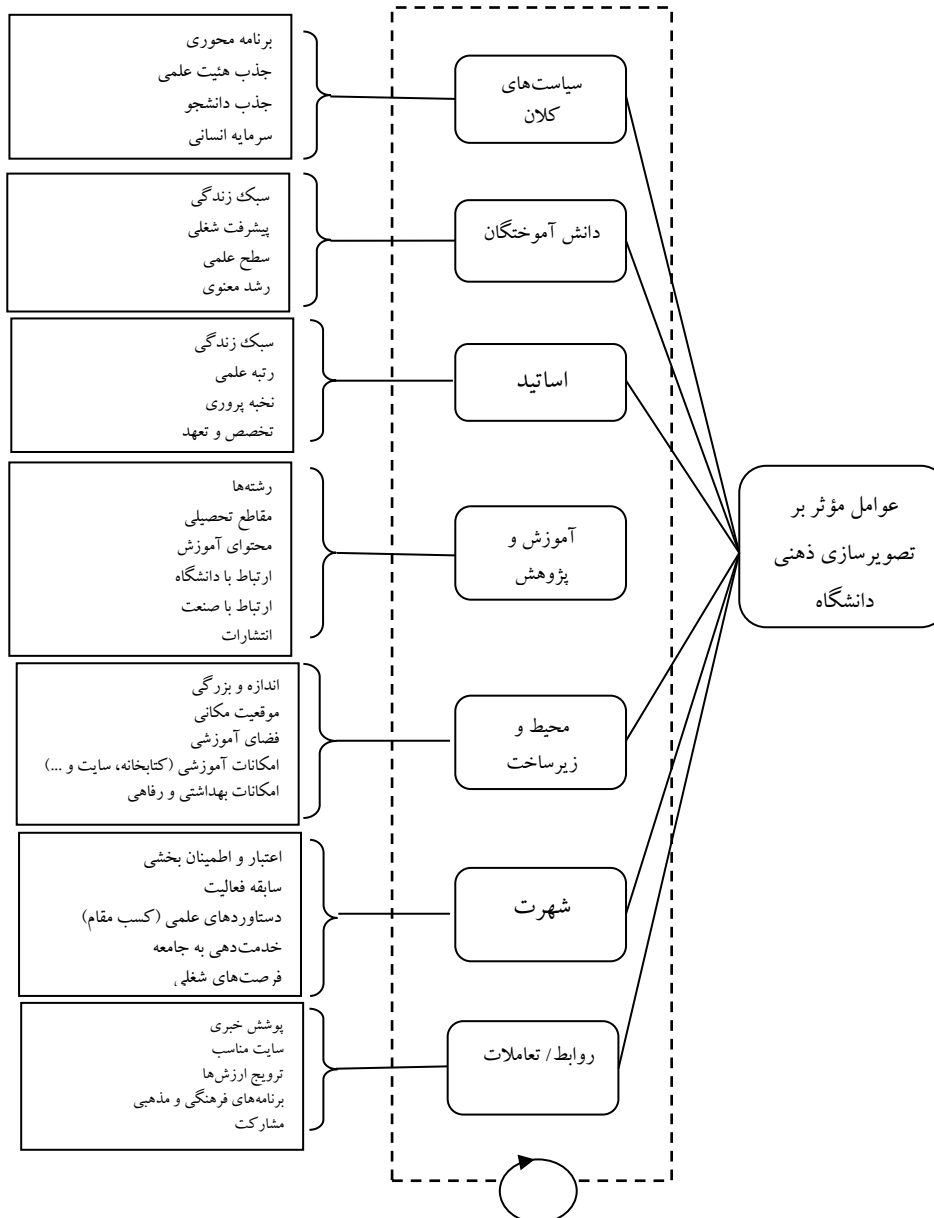 عوامل مؤثر بر
تصویرسازی ذهنی
دانشگاه
سیاست‌های
کلان
برنامه محوری
جذب هئیت علمی
جذب دانشجو
سرمایه انسانی
دانش آموختگان
سبک زندگی
پیشرفت شغلی
سطح علمی
رشد معنوی
اساتید
سبک زندگی
رتبه علمی
نخبه پروری
تخصص و تعهد
آموزش و
پژوهش
رشته‌ها
مقاطع تحصیلی
محتوای آموزش
ارتباط با دانشگاه
ارتباط با صنعت
انتشارات
محیط و
زیرساخت
اندازه و بزرگی
موقعیت مکانی
فضای آموزشی
امکانات آموزشی (کتابخانه، سایت و ...)
امکانات بهداشتی و رفاهی
شهرت
اعتبار و اطمینان بخشی
سابقه فعالیت
دستاوردهای علمی (کسب مقام)
خدمت‌دهی به جامعه
فرصت‌های شغلی
روابط/ تعاملات
پوشش خبری
سایت مناسب
ترویج ارزش‌ها
برنامه‌های فرهنگی و مذهبی
مشارکت